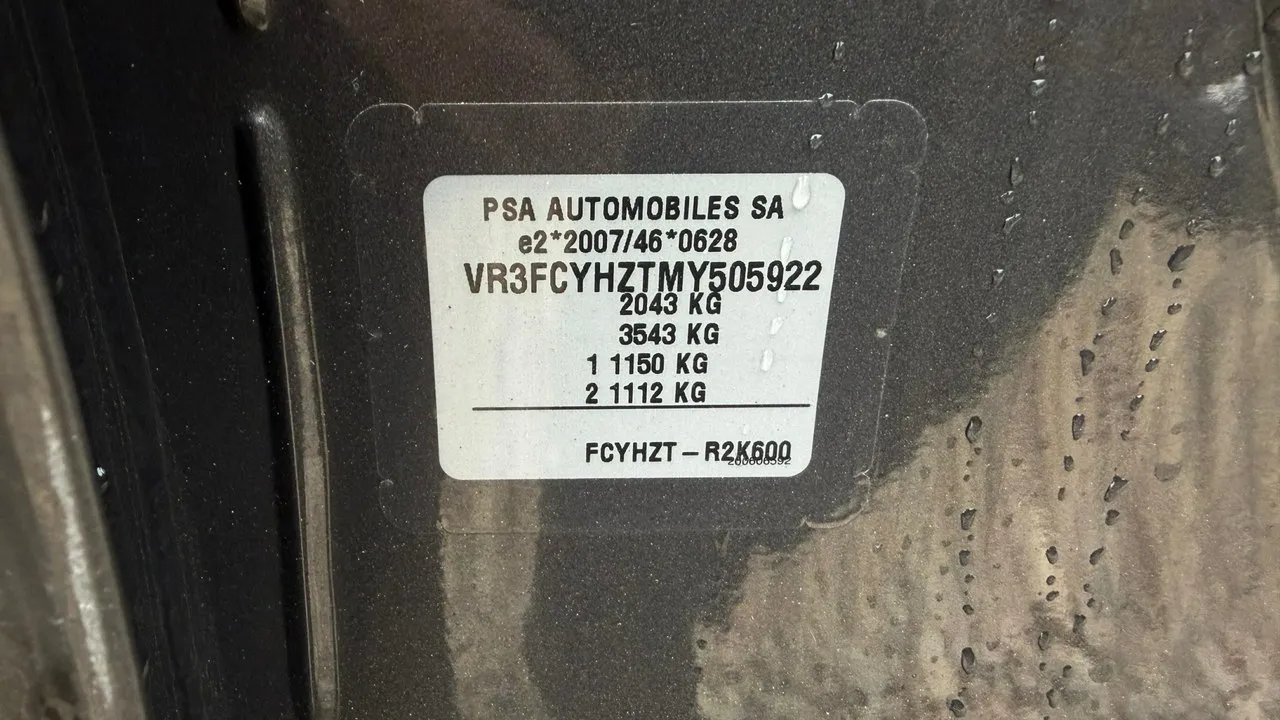 PSA AUTOMOBILES SA
e2*2007/46*0628
VR3FCYHZTMY505922
2043 KG
3543 KG
1 1150 KG
2 1112 KG
FCYHZT – R2K600
200600592